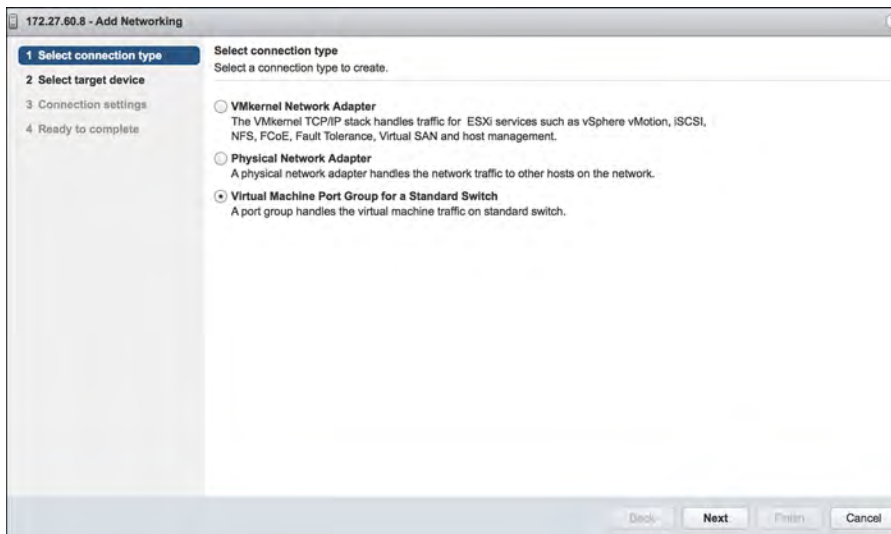 172.27.60.8 - Add Networking
1 Select connection type
2 Select target device
3 Connection settings
4 Ready to complete
Select connection type
Select a connection type to create.
VMkernel Network Adapter
The VMkernel TCP/IP stack handles traffic for ESXi services such as vSphere vMotion, iSCSI,
NFS, FCoE, Fault Tolerance, Virtual SAN and host management.
Physical Network Adapter
A physical network adapter handles the network traffic to other hosts on the network.
Virtual Machine Port Group for a Standard Switch
A port group handles the virtual machine traffic on standard switch.
Back Next Finish Cancel